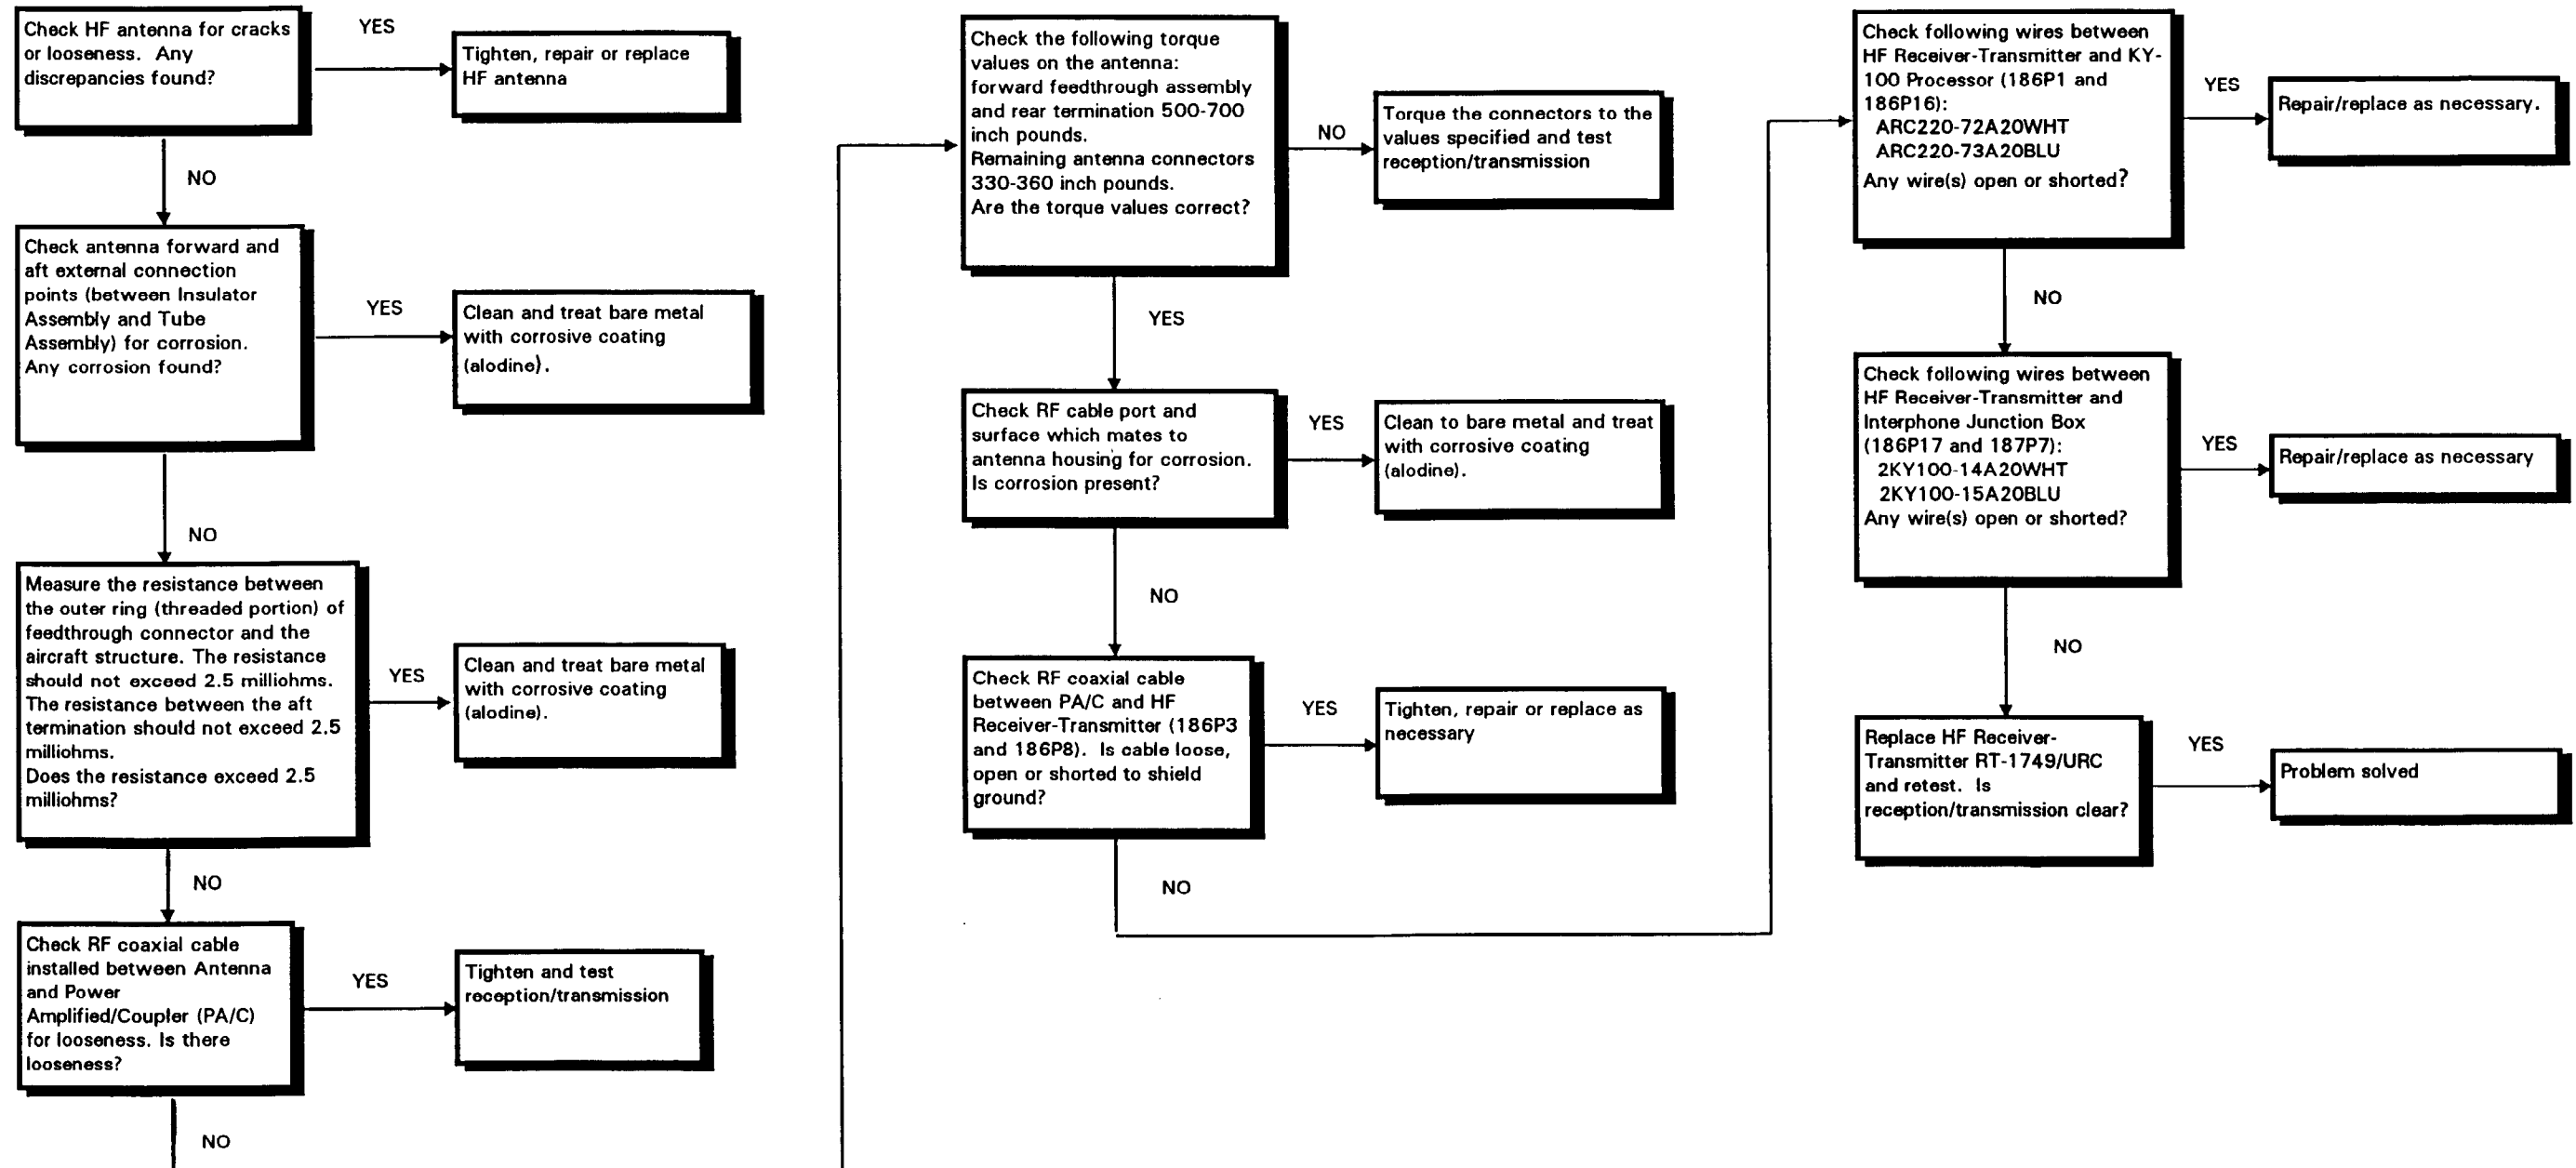 Check HF antenna for cracks
or looseness. Any
discrepancies found?
YES
Tighten, repair or replace
HF antenna
NO
Check antenna forward and
aft external connection
points (between Insulator
Assembly and Tube
Assembly) for corrosion.
Any corrosion found?
YES
Clean and treat bare metal
with corrosive coating
(alodine).
NO
Measure the resistance between
the outer ring (threaded portion) of
feedthrough connector and the
aircraft structure. The resistance
should not exceed 2.5 milliohms.
The resistance between the aft
termination should not exceed 2.5
milliohms.
Does the resistance exceed 2.5
milliohms?
YES
Clean and treat bare metal
with corrosive coating
(alodine).
NO
Check RF coaxial cable
installed between Antenna
and Power
Amplified/Coupler (PA/C)
for looseness. Is there
looseness?
YES
Tighten and test
reception/transmission
NO
Check the following torque
values on the antenna:
forward feedthrough assembly
and rear termination 500-700
inch pounds.
Remaining antenna connectors
330-360 inch pounds.
Are the torque values correct?
NO
Torque the connectors to the
values specified and test
reception/transmission
YES
Check RF cable port and
surface which mates to
antenna housing for corrosion.
Is corrosion present?
YES
Clean to bare metal and treat
with corrosive coating
(alodine).
NO
Check RF coaxial cable
between PA/C and HF
Receiver-Transmitter (186P3
and 186P8). Is cable loose,
open or shorted to shield
ground?
YES
Tighten, repair or replace as
necessary
NO
Check following wires between
HF Receiver-Transmitter and KY-
100 Processor (186P1 and
186P16):
ARC220-72A20WHT
ARC220-73A20BLU
Any wire(s) open or shorted?
YES
Repair/replace as necessary.
NO
Check following wires between
HF Receiver-Transmitter and
Interphone Junction Box
(186P17 and 187P7):
2KY100-14A20WHT
2KY100-15A20BLU
Any wire(s) open or shorted?
YES
Repair/replace as necessary
NO
Replace HF Receiver-
Transmitter RT-1749/URC
and retest. Is
reception/transmission clear?
YES
Problem solved